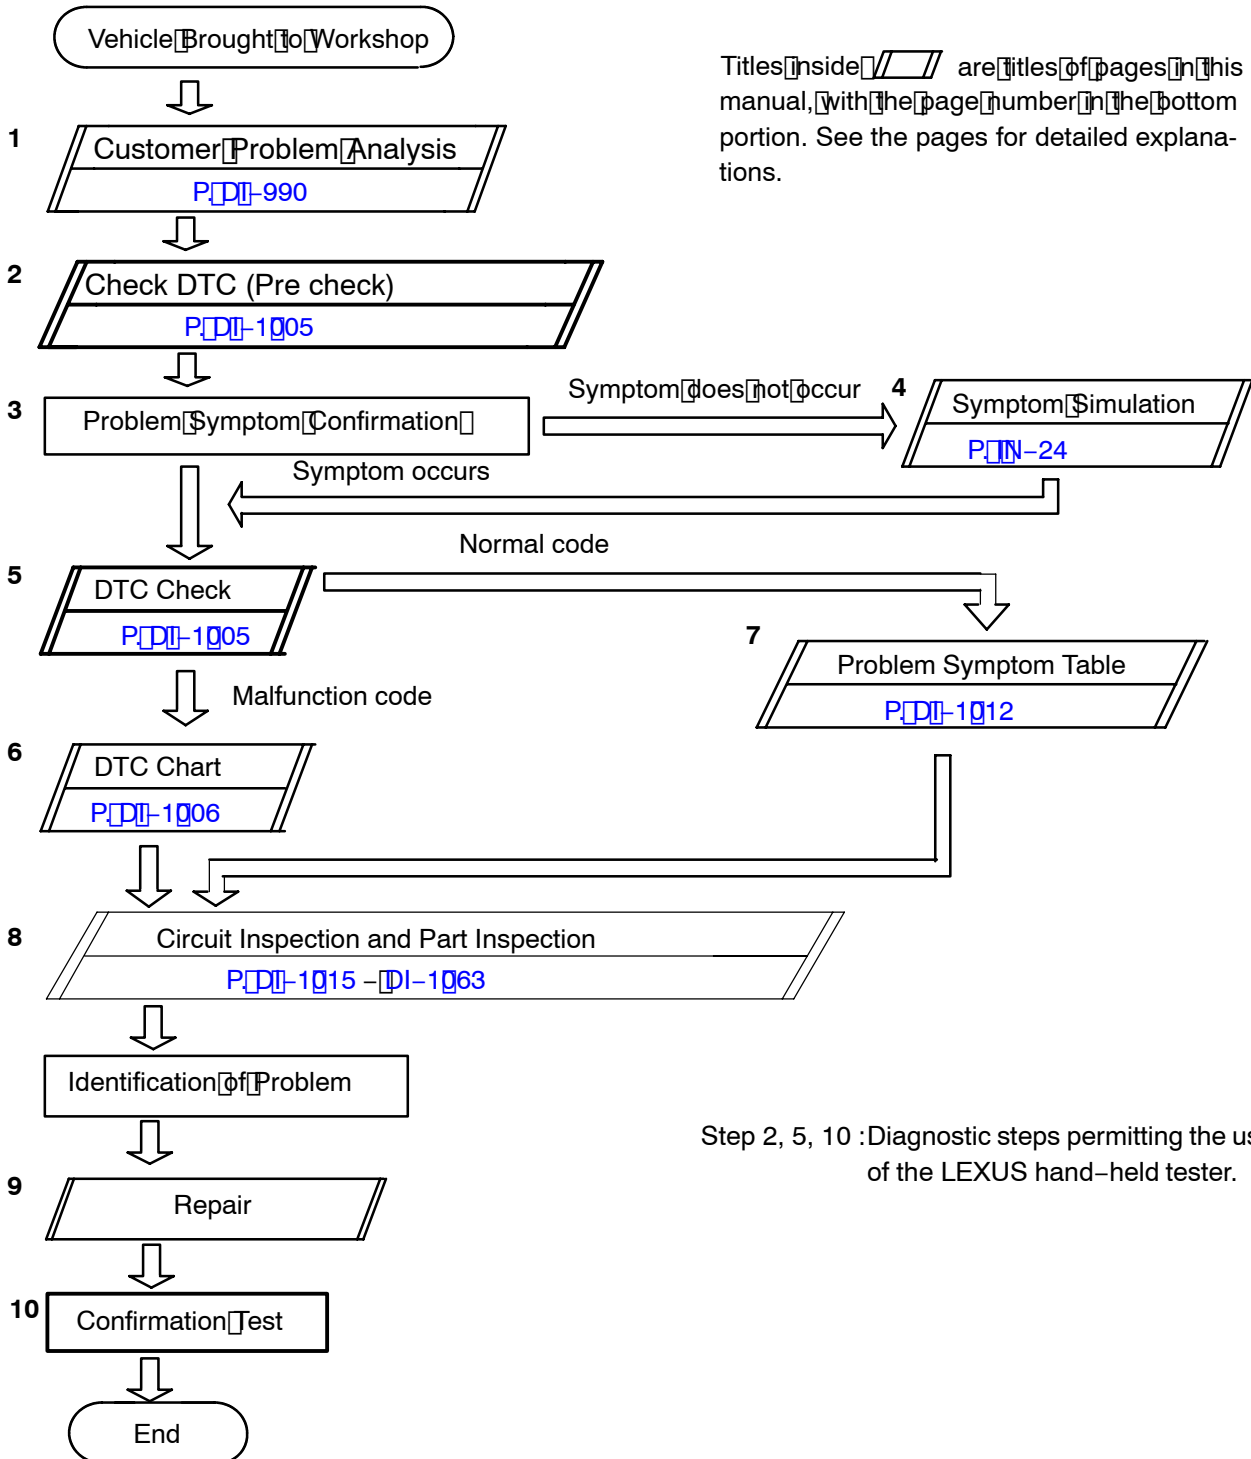 Vehicle Brought to Workshop
Titles inside are titles of pages in this
manual, with the page number in the bottom
portion. See the pages for detailed explana-
tions.
1
Customer Problem Analysis
P. DI–990
2
Check DTC (Pre check)
P. DI–1005
3
Problem Symptom Confirmation
Symptom does not occur
4
Symptom Simulation
P. IN–24
Symptom occurs
Normal code
5
DTC Check
P. DI–1005
7
Problem Symptom Table
P. DI–1012
Malfunction code
6
DTC Chart
P. DI–1006
8
Circuit Inspection and Part Inspection
P. DI–1015 – DI–1063
Identification of Problem
Step 2, 5, 10 : Diagnostic steps permitting the us
of the LEXUS hand–held tester.
9
Repair
10
Confirmation Test
End